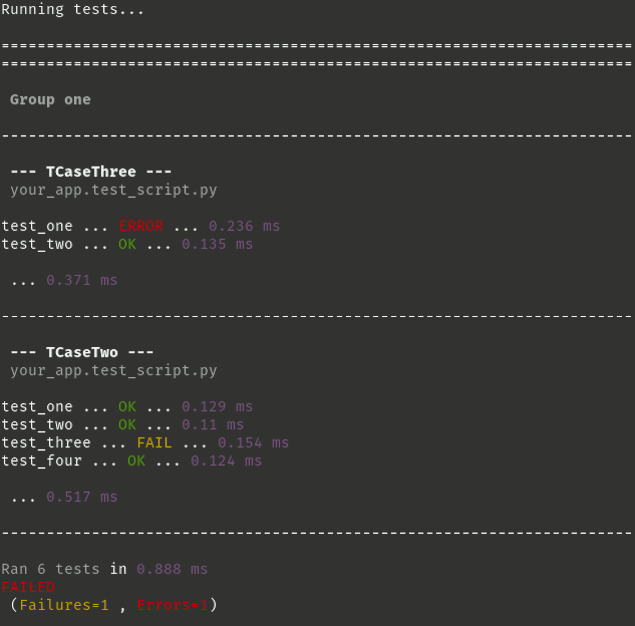 Running tests...
======================================================================
======================================================================
Group one
----------------------------------------------------------------------
--- TCaseThree ---
your_app.test_script.py
test_one ... ERROR ... 0.236 ms
test_two ... OK ... 0.135 ms
... 0.371 ms
----------------------------------------------------------------------
--- TCaseTwo ---
your_app.test_script.py
test_one ... OK ... 0.129 ms
test_two ... OK ... 0.11 ms
test_three ... FAIL ... 0.154 ms
test_four ... OK ... 0.124 ms
... 0.517 ms
----------------------------------------------------------------------
Ran 6 tests in 0.888 ms
FAILED
(Failures=1 , Errors=1)